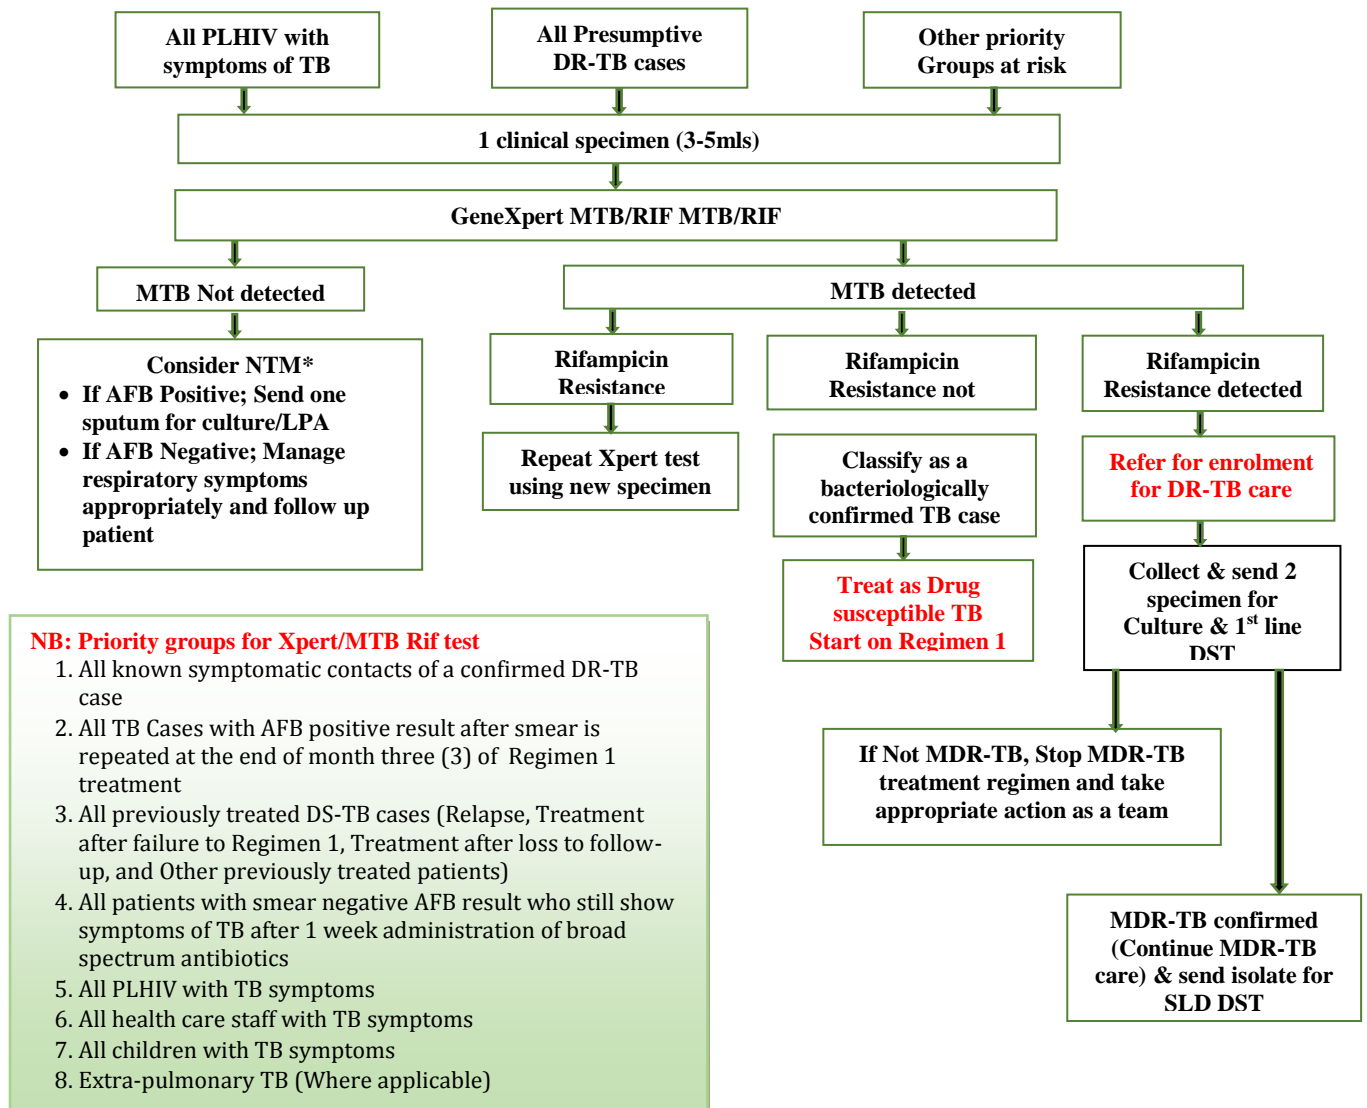 All PLHIV with
symptoms of TB
All Presumptive
DR-TB cases
Other priority
Groups at risk
1 clinical specimen (3-5mls)
GeneXpert MTB/RIF MTB/RIF
MTB Not detected
MTB detected
Consider NTM*
• If AFB Positive; Send one
sputum for culture/LPA
• If AFB Negative; Manage
respiratory symptoms
appropriately and follow up
patient
Rifampicin
Resistance
Rifampicin
Resistance not
Rifampicin
Resistance detected
Repeat Xpert test
using new specimen
Classify as a
bacteriologically
confirmed TB case
Refer for enrolment
for DR-TB care
Treat as Drug
susceptible TB
Start on Regimen 1
Collect & send 2
specimen for
Culture & 1st line
DST
If Not MDR-TB, Stop MDR-TB
treatment regimen and take
appropriate action as a team
MDR-TB confirmed
(Continue MDR-TB
care) & send isolate for
SLD DST
NB: Priority groups for Xpert/MTB Rif test
1. All known symptomatic contacts of a confirmed DR-TB
case
2. All TB Cases with AFB positive result after smear is
repeated at the end of month three (3) of Regimen 1
treatment
3. All previously treated DS-TB cases (Relapse, Treatment
after failure to Regimen 1, Treatment after loss to follow-
up, and Other previously treated patients)
4. All patients with smear negative AFB result who still show
symptoms of TB after 1 week administration of broad
spectrum antibiotics
5. All PLHIV with TB symptoms
6. All health care staff with TB symptoms
7. All children with TB symptoms
8. Extra-pulmonary TB (Where applicable)